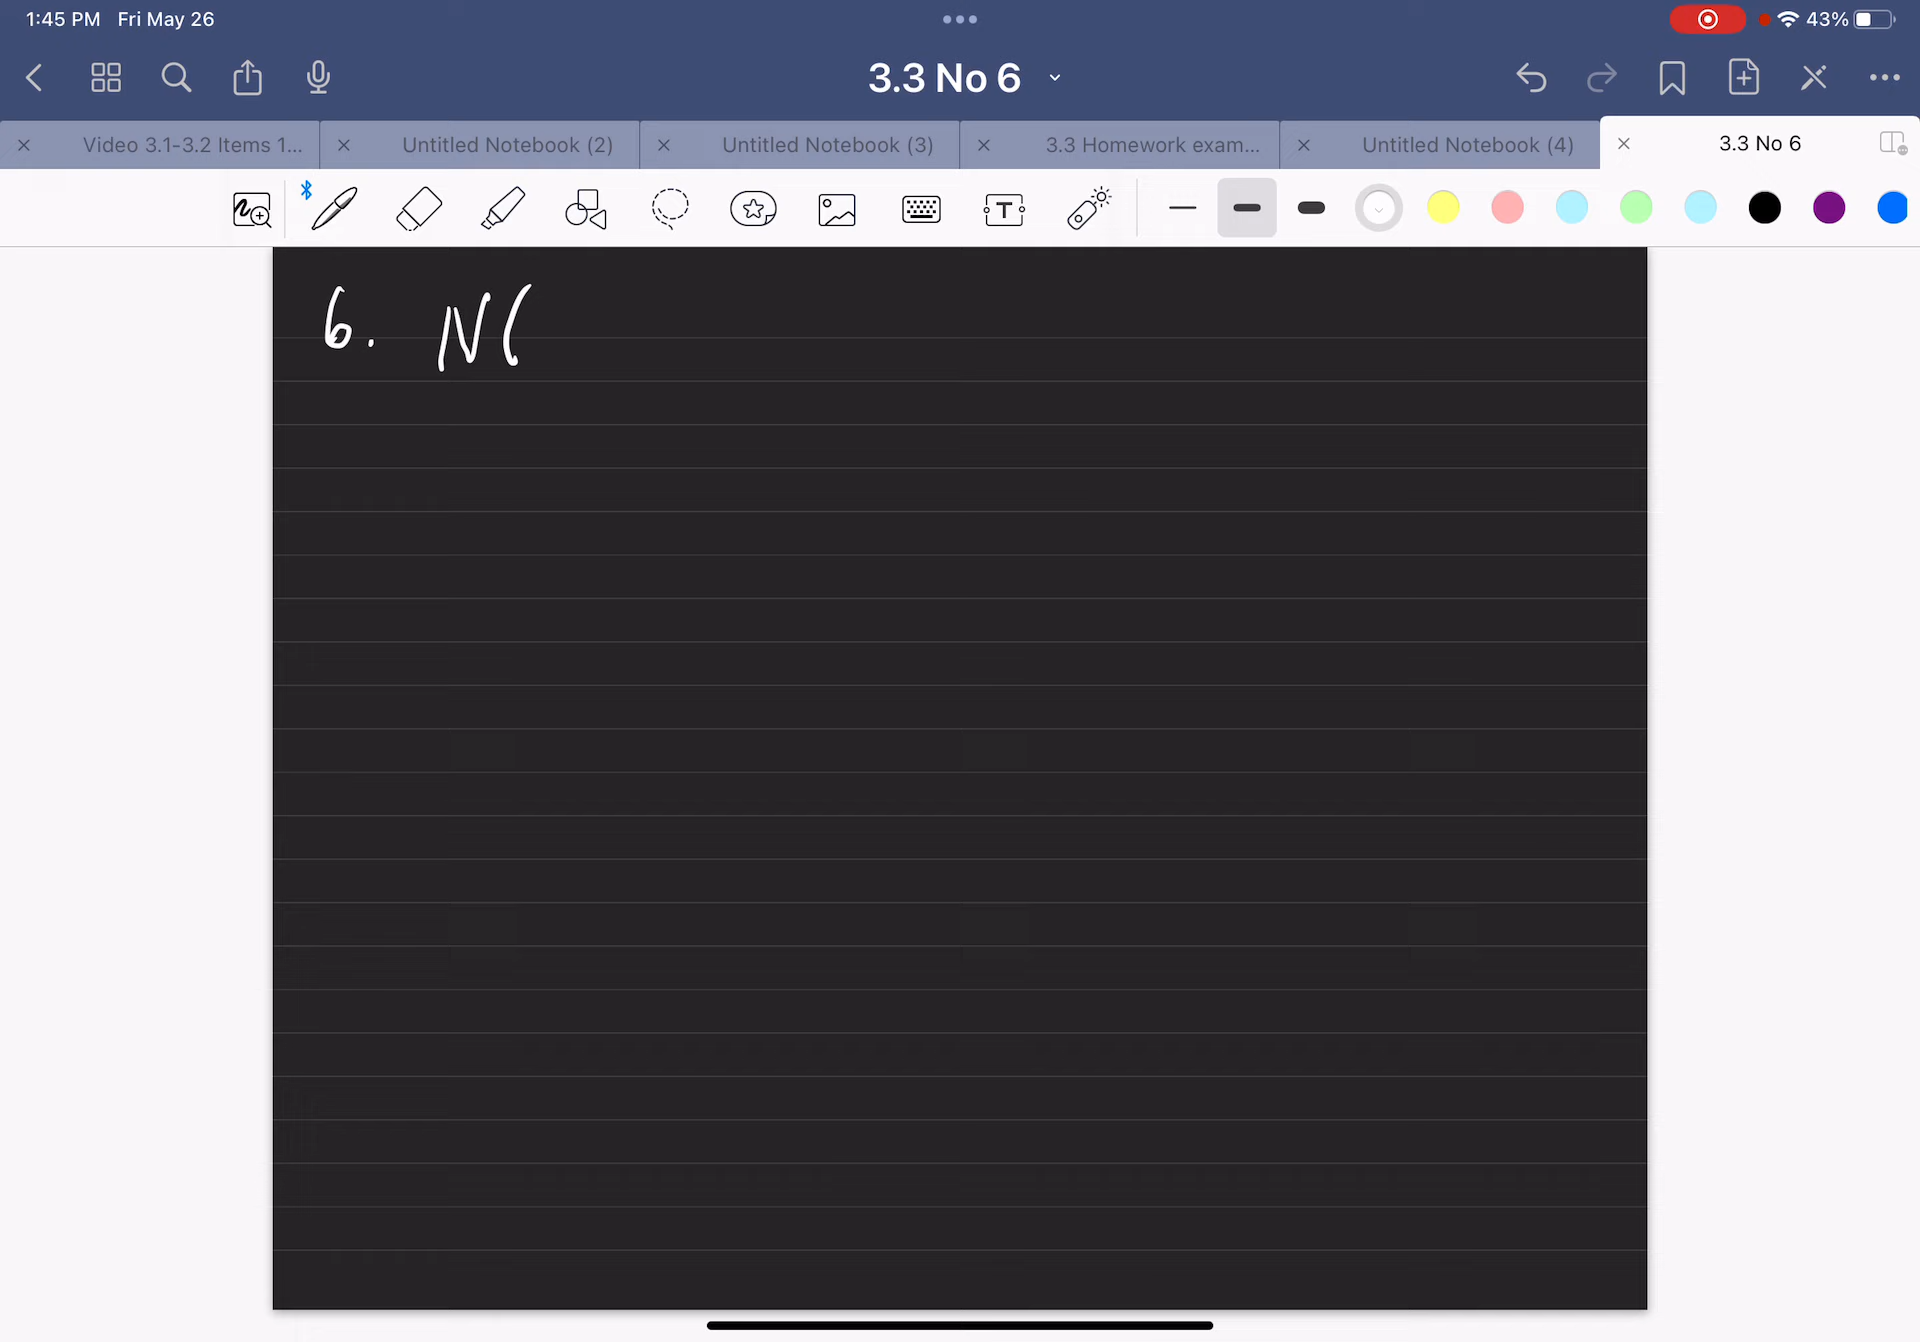 1:45 PM Fri May 26
43%
3.3 No 6
Video 3.1-3.2 Items 1...
Untitled Notebook (2)
Untitled Notebook (3)
3.3 Homework exam...
Untitled Notebook (4)
3.3 No 6
T
6. N(